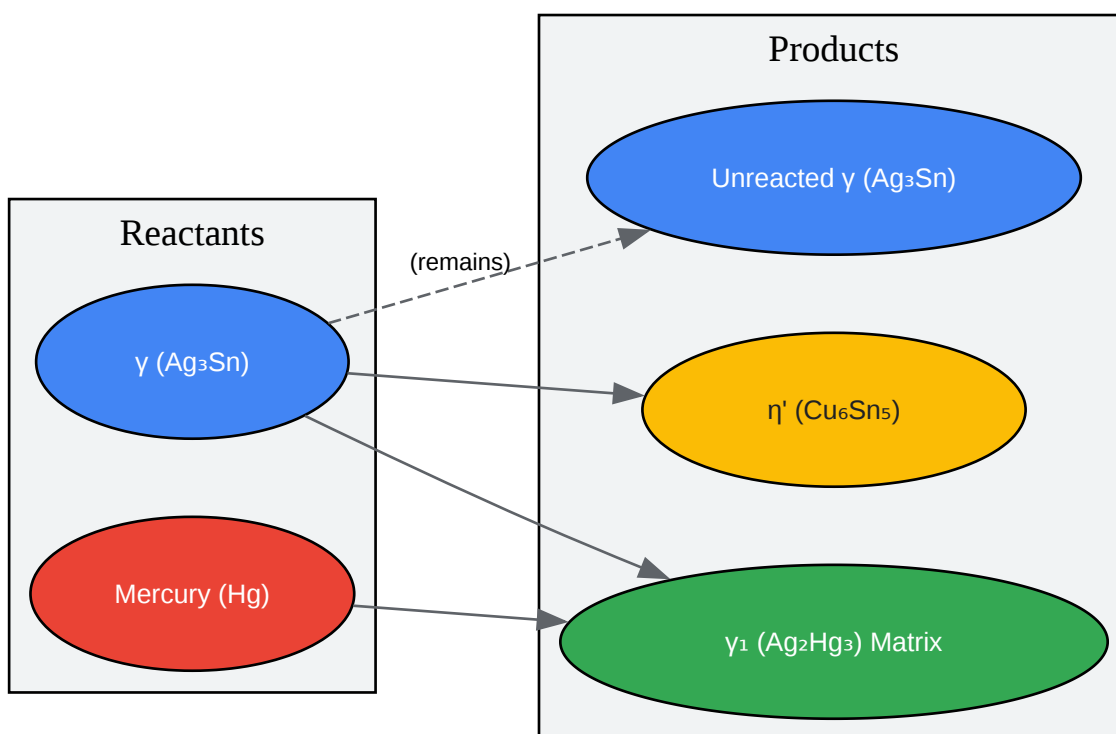 Reactants
γ (Ag₃Sn)
Mercury (Hg)
(remains)
Products
Unreacted γ (Ag₃Sn)
η' (Cu₆Sn₅)
γ₁ (Ag₂Hg₃) Matrix